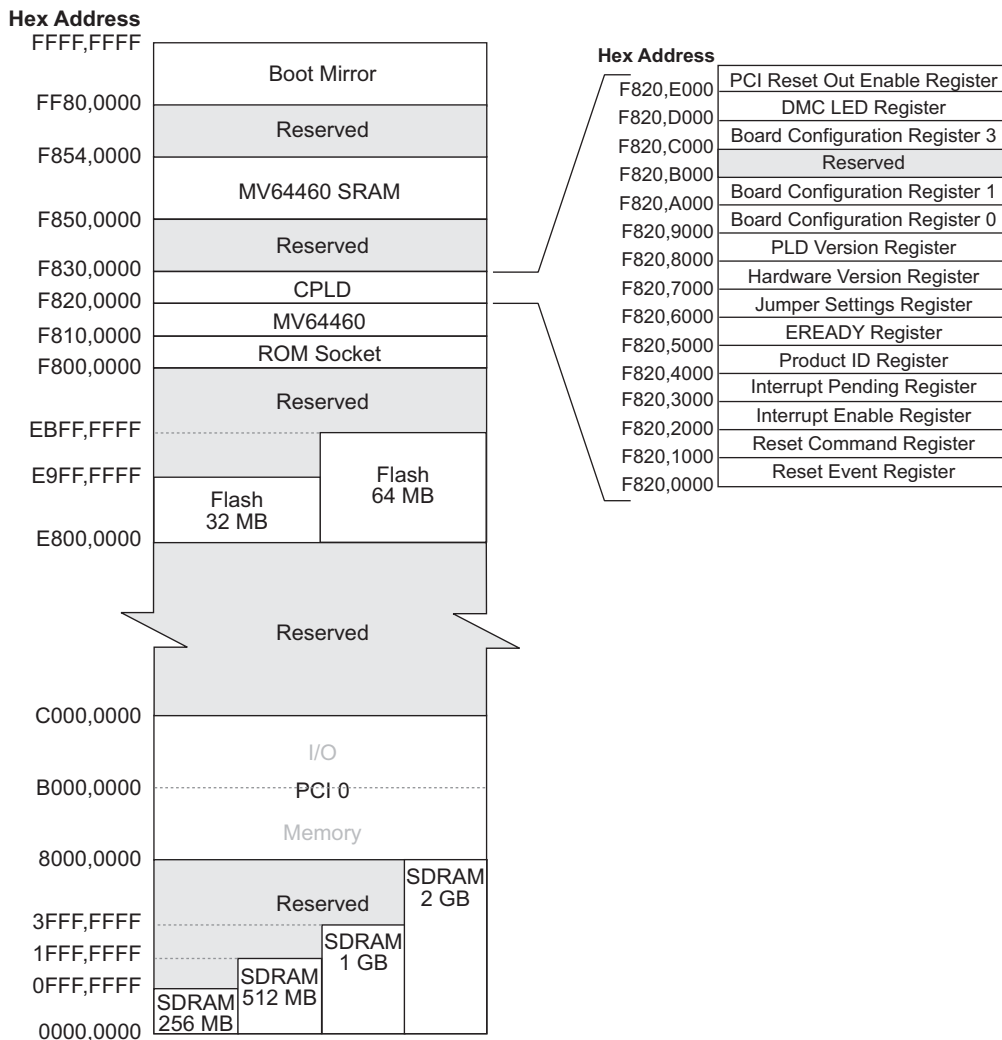 Hex Address
FFFF,FFFF
Boot Mirror
FF80,0000
Reserved
F854,0000
MV64460 SRAM
F850,0000
Reserved
F830,0000
CPLD
F820,0000
MV64460
F810,0000
ROM Socket
F800,0000
Reserved
EBFF,FFFF
E9FF,FFFF
Flash
64 MB
Flash
32 MB
E800,0000
Reserved
C000,0000
I/O
B000,0000
PCI 0
Memory
8000,0000
SDRAM
2 GB
Reserved
3FFF,FFFF
SDRAM
1 GB
1FFF,FFFF
SDRAM
512 MB
0FFF,FFFF
SDRAM
256 MB
0000,0000
Hex Address
PCI Reset Out Enable Register
F820,E000
DMC LED Register
F820,D000
Board Configuration Register 3
F820,C000
Reserved
F820,B000
Board Configuration Register 1
F820,A000
Board Configuration Register 0
F820,9000
PLD Version Register
F820,8000
Hardware Version Register
F820,7000
Jumper Settings Register
F820,6000
EREADY Register
F820,5000
Product ID Register
F820,4000
Interrupt Pending Register
F820,3000
Interrupt Enable Register
F820,2000
Reset Command Register
F820,1000
Reset Event Register
F820,0000